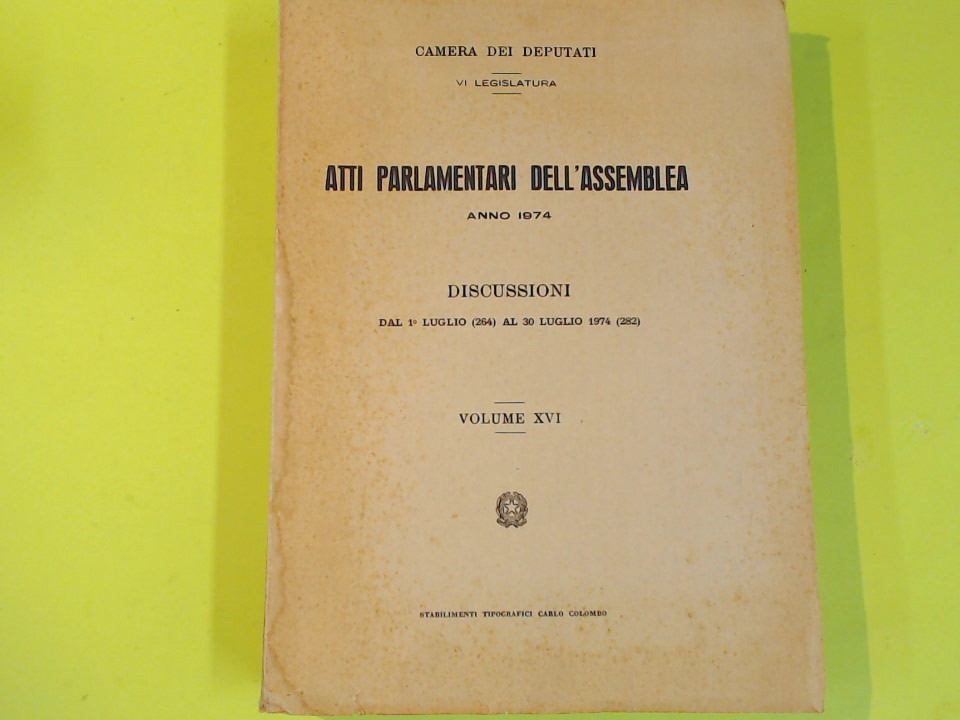 CAMERA DEI DEPUTATI
VI LEGISLATURA
ATTI PARLAMENTARI DELL'ASSEMBLEA
ANNO 1974
DISCUSSIONI
DAL 1º LUGLIO (264) AL 30 LUGLIO 1974 (282)
VOLUME XVI
STABILIMENTI TIPOGRAFICI CARLO COLOMBO